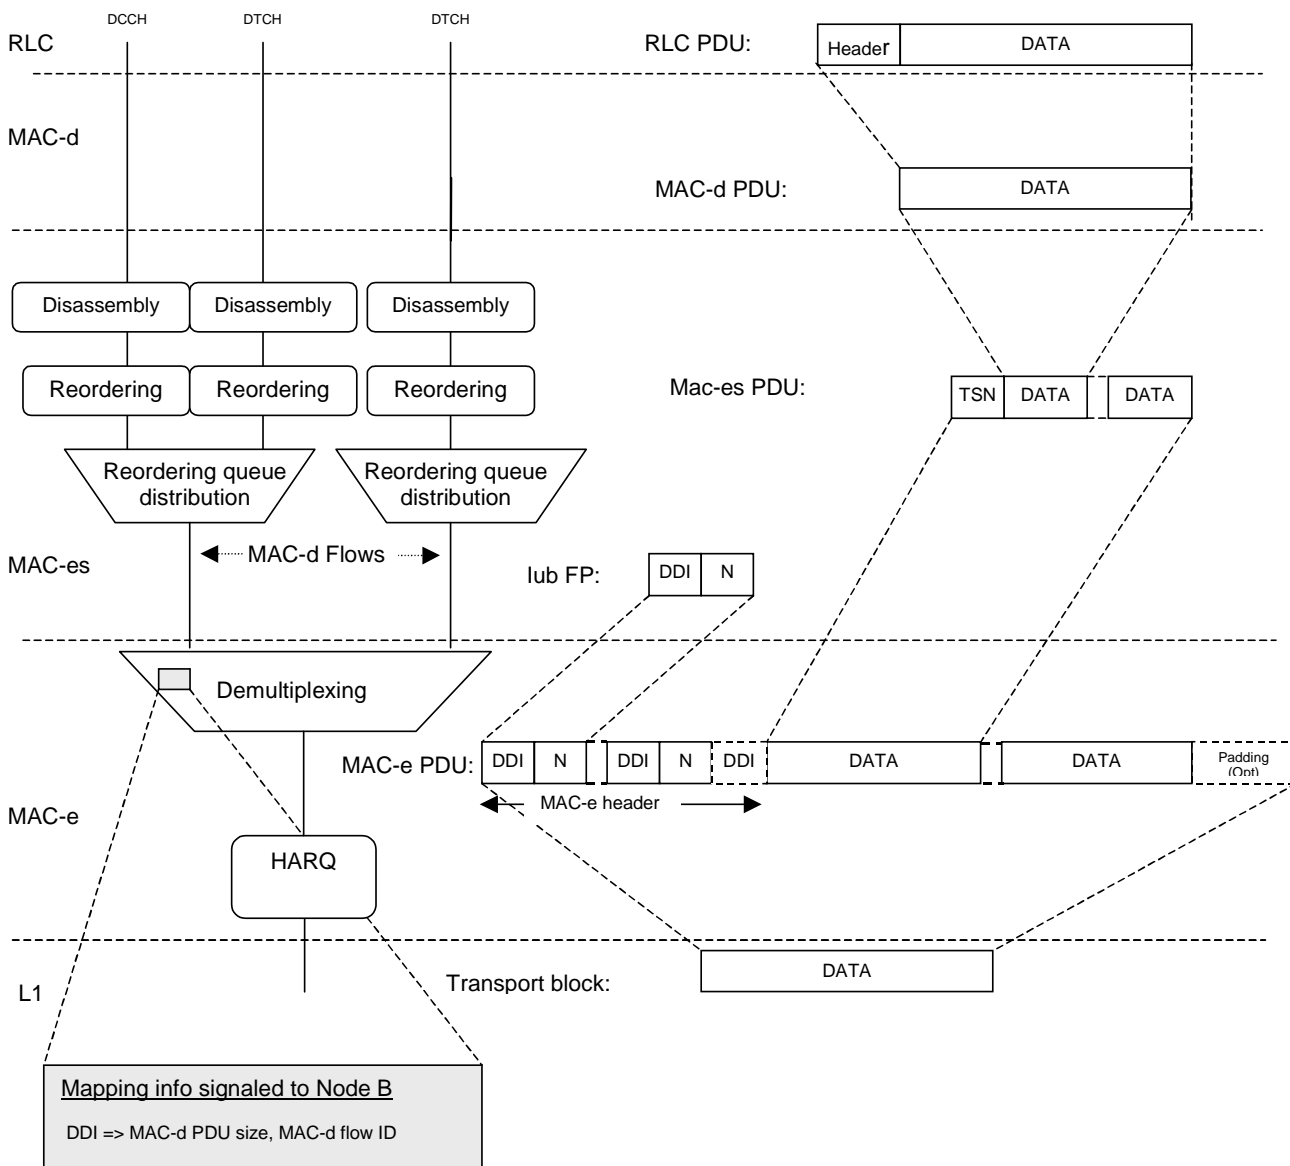 DCCH DTCH DTCH
RLC RLC PDU: Header DATA
MAC-d
MAC-d PDU: DATA
Disassembly Disassembly Disassembly
Reordering Reordering Reordering
Mac-es PDU: TSN DATA DATA
Reordering queue distribution
Reordering queue distribution
MAC-d Flows
MAC-es
Iub FP: DDI N
Demultiplexing
MAC-e PDU: DDI N DDI N DDI DATA DATA Padding (Opt)
MAC-e header
MAC-e
HARQ
L1
Transport block: DATA
Mapping info signaled to Node B
DDI => MAC-d PDU size, MAC-d flow ID